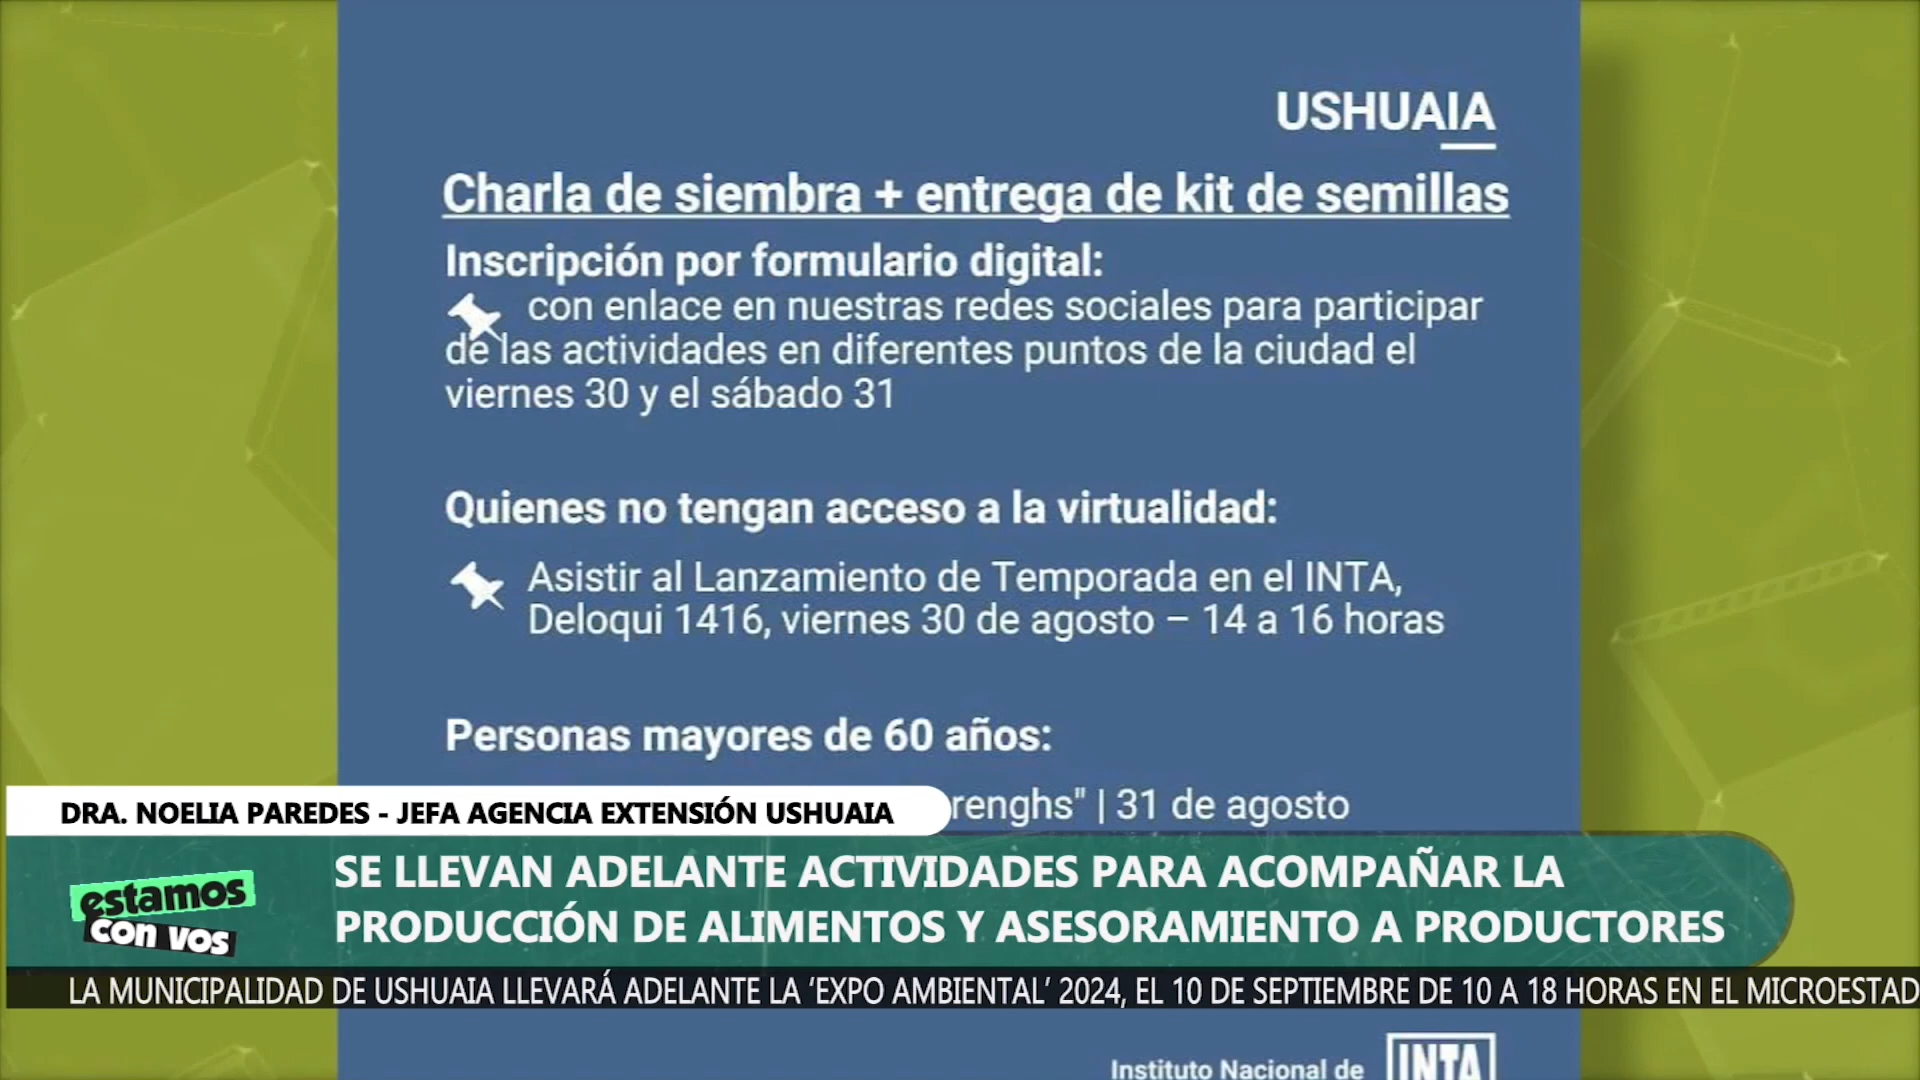 USHUAIA
Charla de siembra + entrega de kit de semillas
Inscripción por formulario digital:
con enlace en nuestras redes sociales para participar
de las actividades en diferentes puntos de la ciudad el
viernes 30 y el sábado 31
Quienes no tengan acceso a la virtualidad:
Asistir al Lanzamiento de Temporada en el INTA,
Deloqui 1416, viernes 30 de agosto – 14 a 16 horas
Personas mayores de 60 años:
renghs" | 31 de agosto
DRA. NOELIA PAREDES - JEFA AGENCIA EXTENSIÓN USHUAIA
SE LLEVAN ADELANTE ACTIVIDADES PARA ACOMPAÑAR LA
PRODUCCIÓN DE ALIMENTOS Y ASESORAMIENTO A PRODUCTORES
estamos
con vos
LA MUNICIPALIDAD DE USHUAIA LLEVARÁ ADELANTE LA ‘EXPO AMBIENTAL’ 2024, EL 10 DE SEPTIEMBRE DE 10 A 18 HORAS EN EL MICROESTAD
Instituto Nacional de
INTA